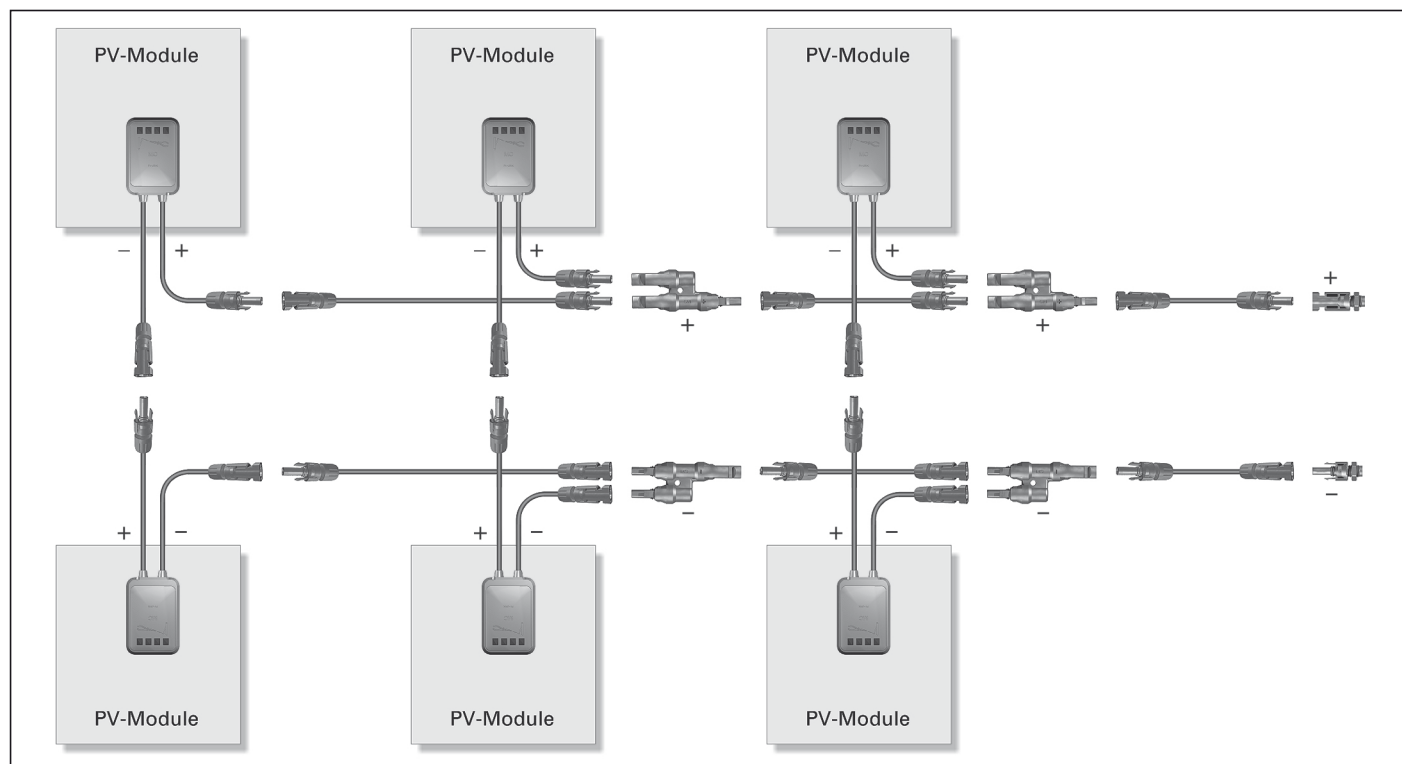 PV-Module PV-Module PV-Module
– + – + – +
+
+ +
– –
–
+ – + – + –
PV-Module PV-Module PV-Module